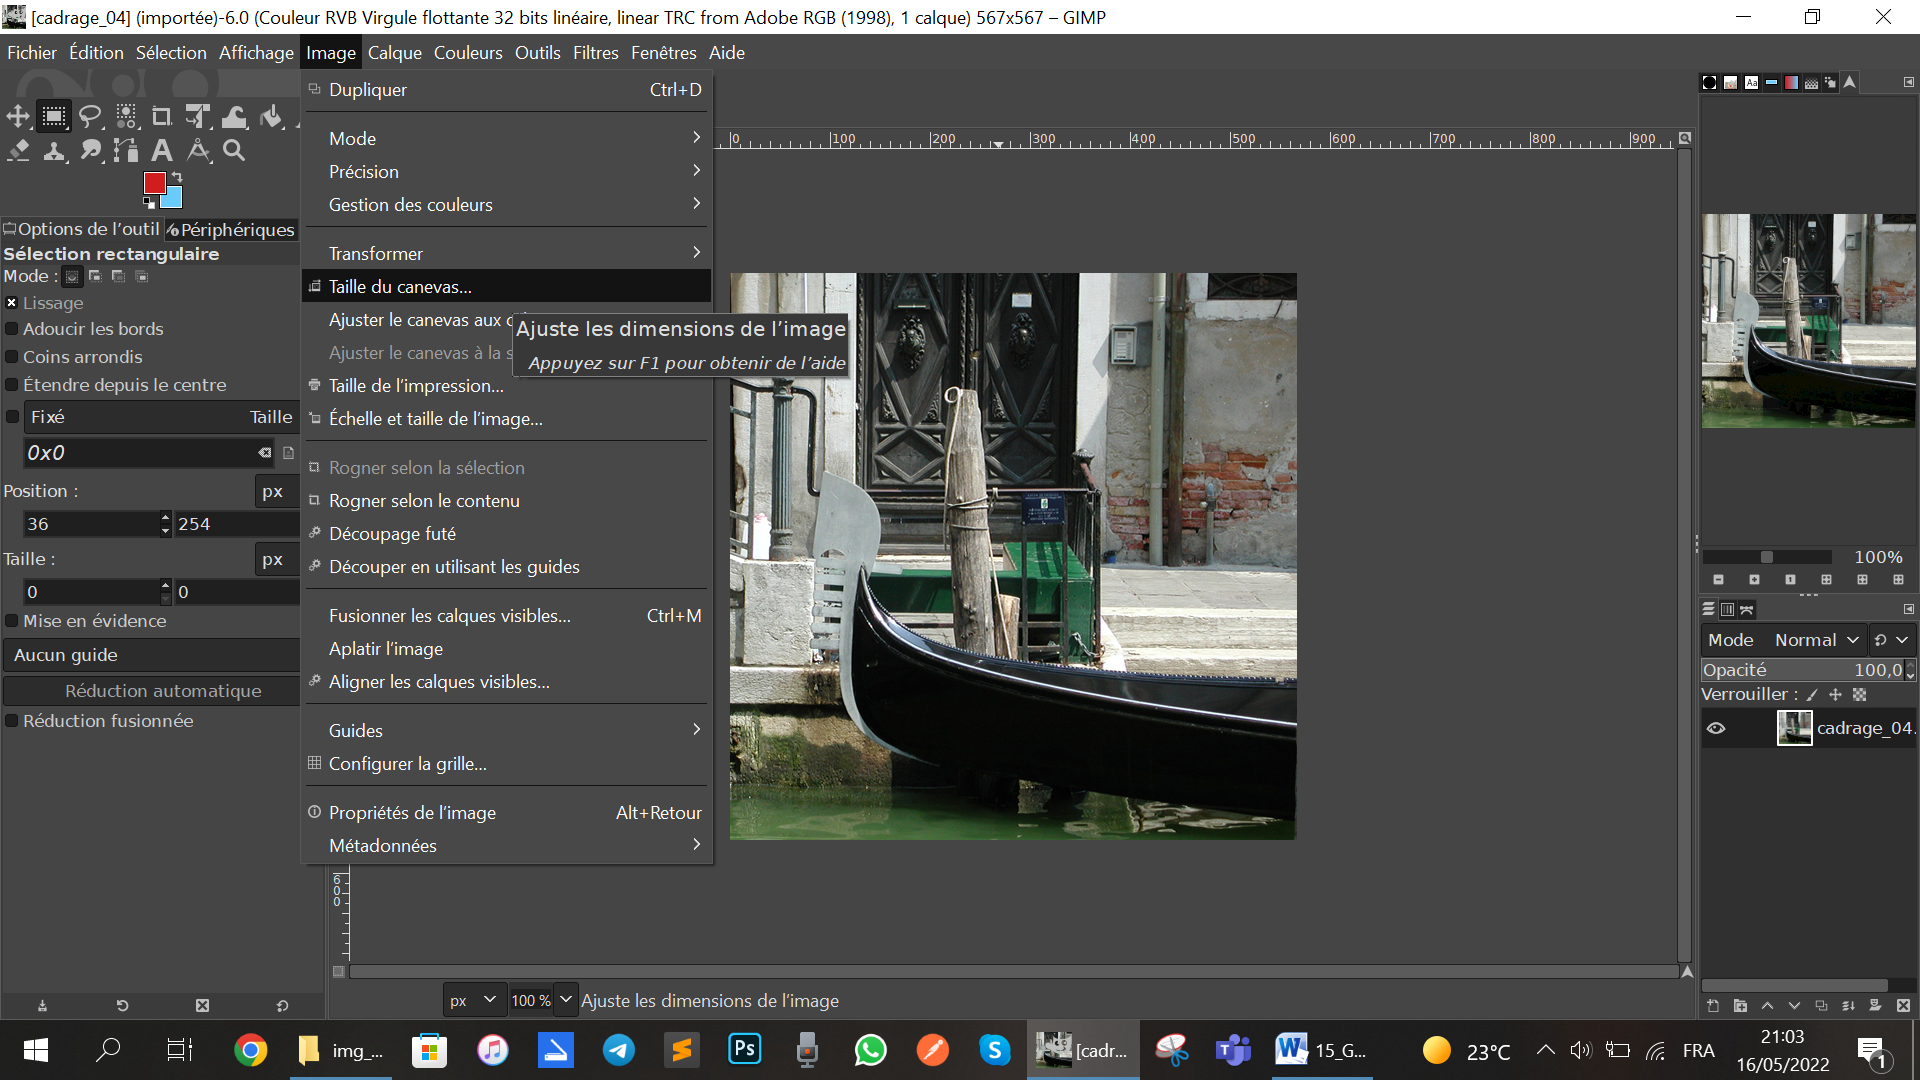 [cadrage_04] (importée)-6.0 (Couleur RVB Virgule flottante 32 bits linéaire, linear TRC from Adobe RGB (1998), 1 calque) 567x567 – GIMP
Fichier Édition Sélection Affichage Image Calque Couleurs Outils Filtres Fenêtres Aide
Dupliquer Ctrl+D
Mode
Précision
Gestion des couleurs
Transformer
Taille du canevas...
Ajuster le canevas aux
Ajuster le canevas à la s
Taille de l'impression...
Échelle et taille de l'image...
Rogner selon la sélection
Rogner selon le contenu
Découpage futé
Découper en utilisant les guides
Fusionner les calques visibles... Ctrl+M
Aplatir l'image
Aligner les calques visibles...
Guides
Configurer la grille...
Propriétés de l'image Alt+Retour
Métadonnées
Ajuste les dimensions de l'image
Appuyez sur F1 pour obtenir de l'aide
Options de l'outil Périphériques
Sélection rectangulaire
Mode :
Lissage
Adoucir les bords
Coins arrondis
Étendre depuis le centre
Fixé Taille
0x0
Position : px
36 254
Taille : px
0 0
Mise en évidence
Aucun guide
Réduction automatique
Réduction fusionnée
0 100 200 300 400 500 600 700 800 900
600
Aa
100%
Mode Normal
Opacité 100,0
Verrouiller :
cadrage_04.
px 100 % Ajuste les dimensions de l'image
img_...
Ps
[cadr...
15_G...
23°C
FRA
21:03
16/05/2022
1